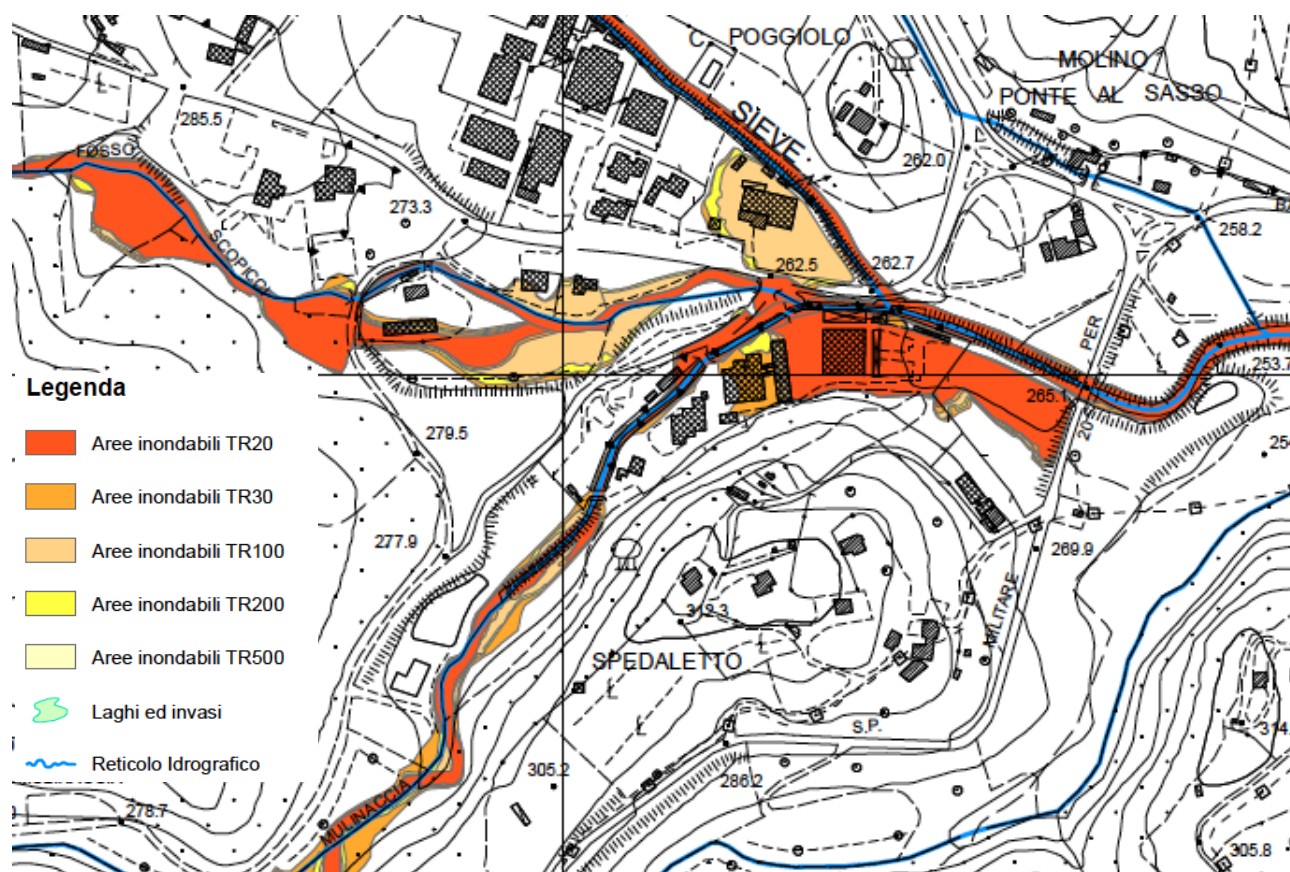 C. POGGIOLO
MOLINO
PONTE AL SASSO
SIEVE
285.5
FOSSO
262.0
273.3
SCOPICCI
258.2
262.5
262.7
PER
253.7
Legenda
265.1
20
279.5
Aree inondabili TR20
Aree inondabili TR30
277.9
Aree inondabili TR100
269.9
Aree inondabili TR200
312.3
MILITARE
Aree inondabili TR500
SPEDALETTO
Laghi ed invasi
S.P.
314.
Reticolo Idrografico
305.2
286.2
278.7
MULINACCIA
305.8